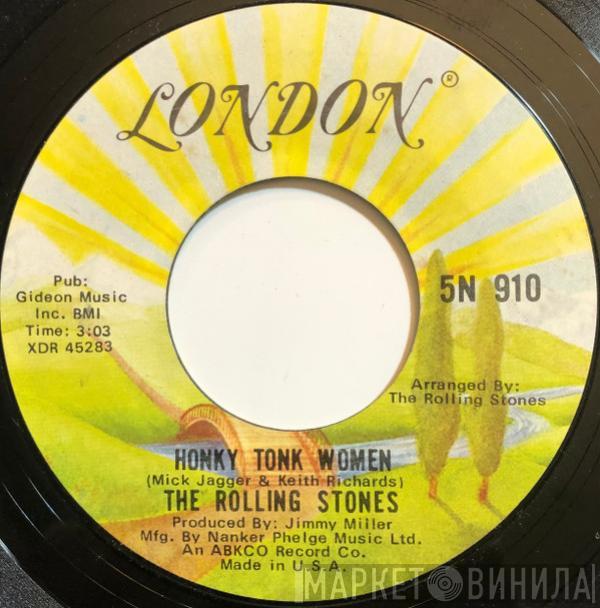 LONDON®
Pub:
Gideon Music
Inc. BMI
Time: 3:03
XDR 45283
5N 910
Arranged By:
The Rolling Stones
HONKY TONK WOMEN
(Mick Jagger & Keith Richards)
THE ROLLING STONES
Produced By: Jimmy Miller
Mfg. By Nanker Phelge Music Ltd.
An ABKCO Record Co.
Made in U.S.A.
МАРКЕТ ВИНИЛА